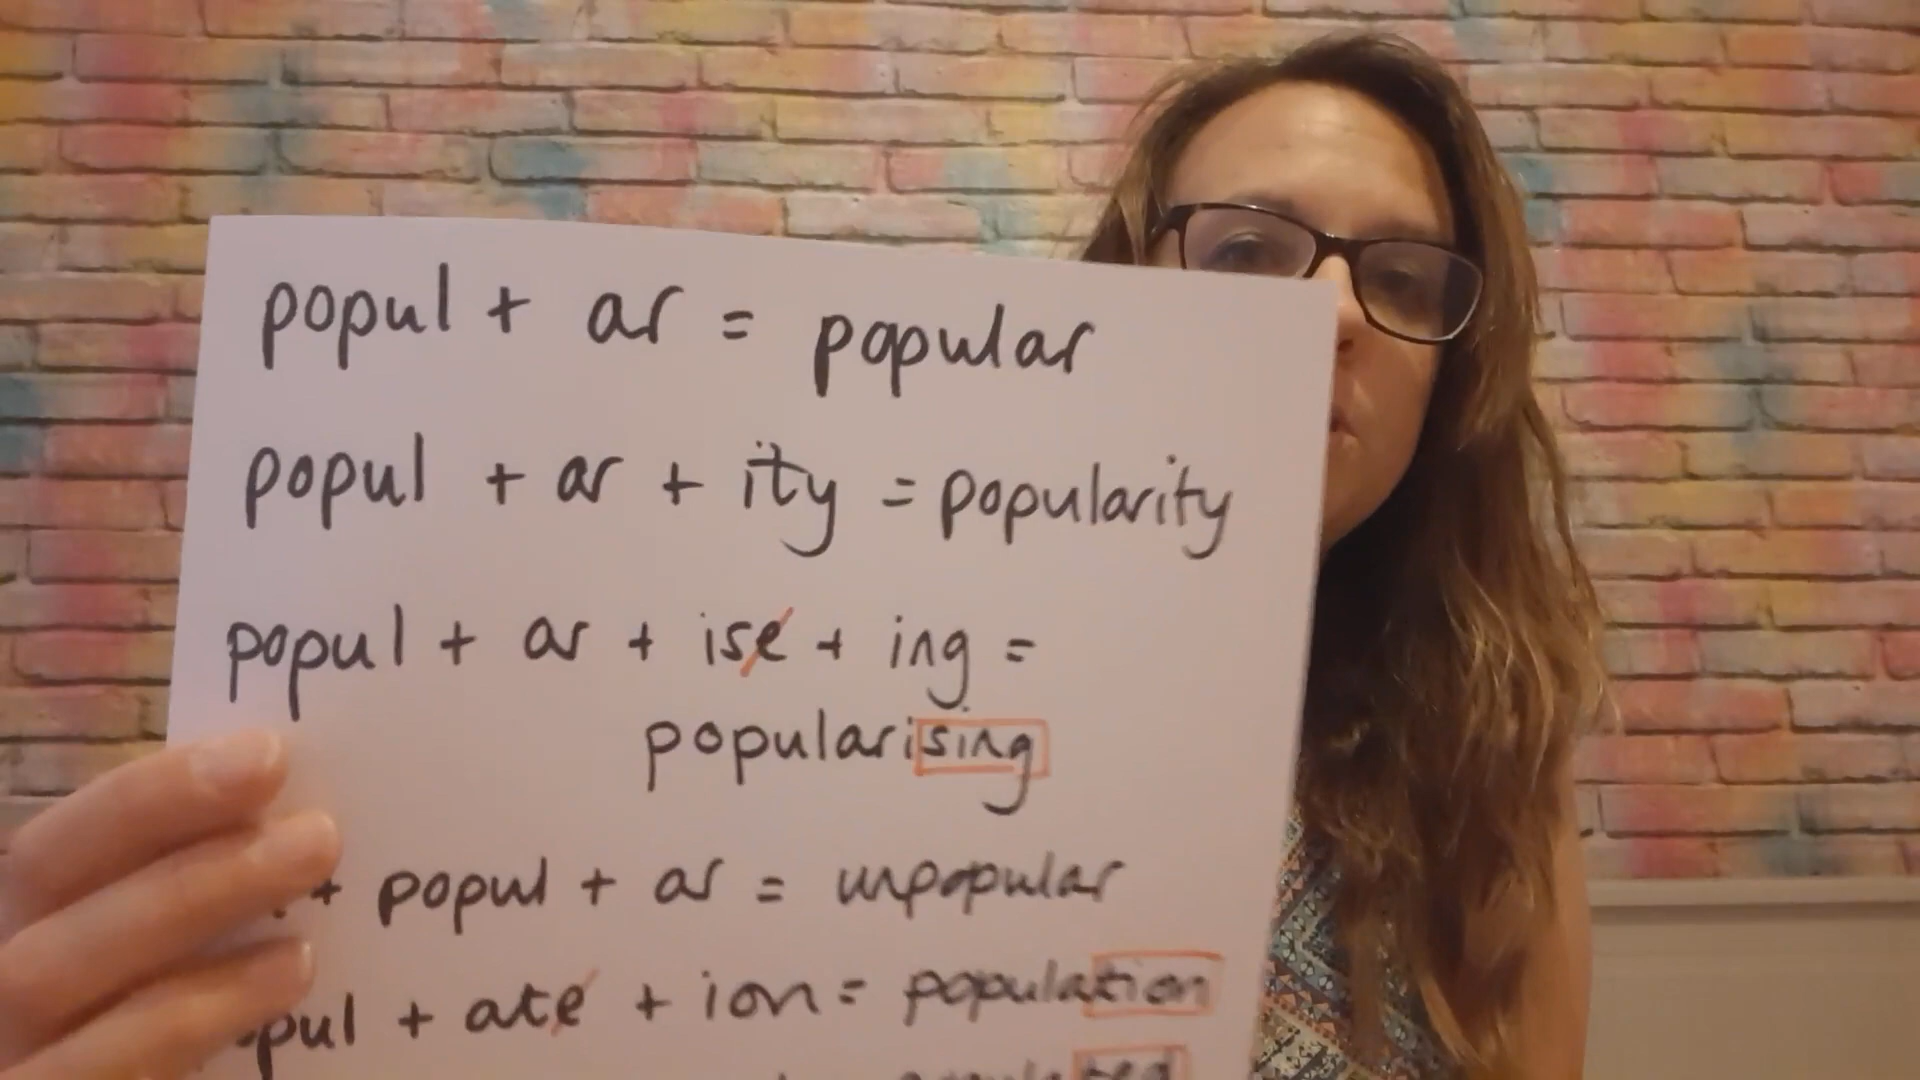 popul + ar = popular
popul + ar + ity = popularity
popul + ar + ise + ing =
popularising
+ popul + ar = unpopular
pul + ate + ion = population